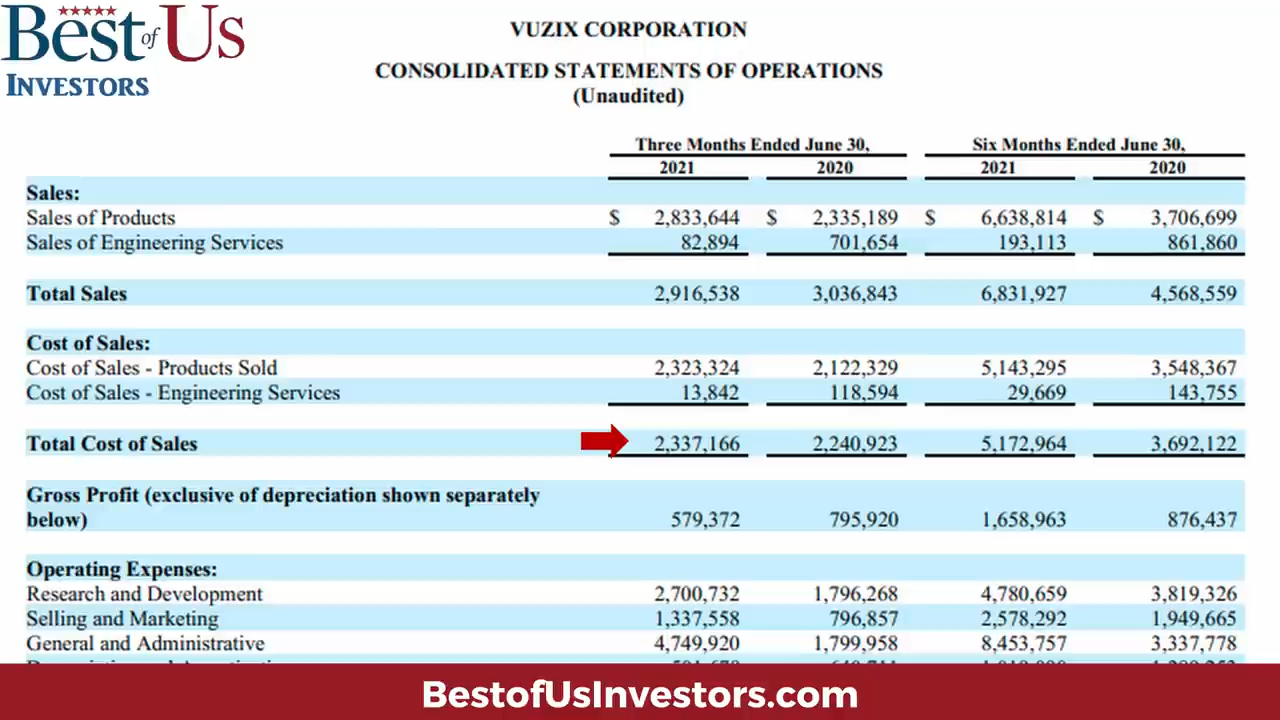 Best of Us
INVESTORS
VUZIX CORPORATION
CONSOLIDATED STATEMENTS OF OPERATIONS
(Unaudited)
Three Months Ended June 30, Six Months Ended June 30,
2021 2020 2021 2020
Sales:
Sales of Products $ 2,833,644 $ 2,335,189 $ 6,638,814 $ 3,706,699
Sales of Engineering Services 82,894 701,654 193,113 861,860
Total Sales 2,916,538 3,036,843 6,831,927 4,568,559
Cost of Sales:
Cost of Sales - Products Sold 2,323,324 2,122,329 5,143,295 3,548,367
Cost of Sales - Engineering Services 13,842 118,594 29,669 143,755
Total Cost of Sales 2,337,166 2,240,923 5,172,964 3,692,122
Gross Profit (exclusive of depreciation shown separately
below) 579,372 795,920 1,658,963 876,437
Operating Expenses:
Research and Development 2,700,732 1,796,268 4,780,659 3,819,326
Selling and Marketing 1,337,558 796,857 2,578,292 1,949,665
General and Administrative 4,749,920 1,799,958 8,453,757 3,337,778
BestofUsInvestors.com